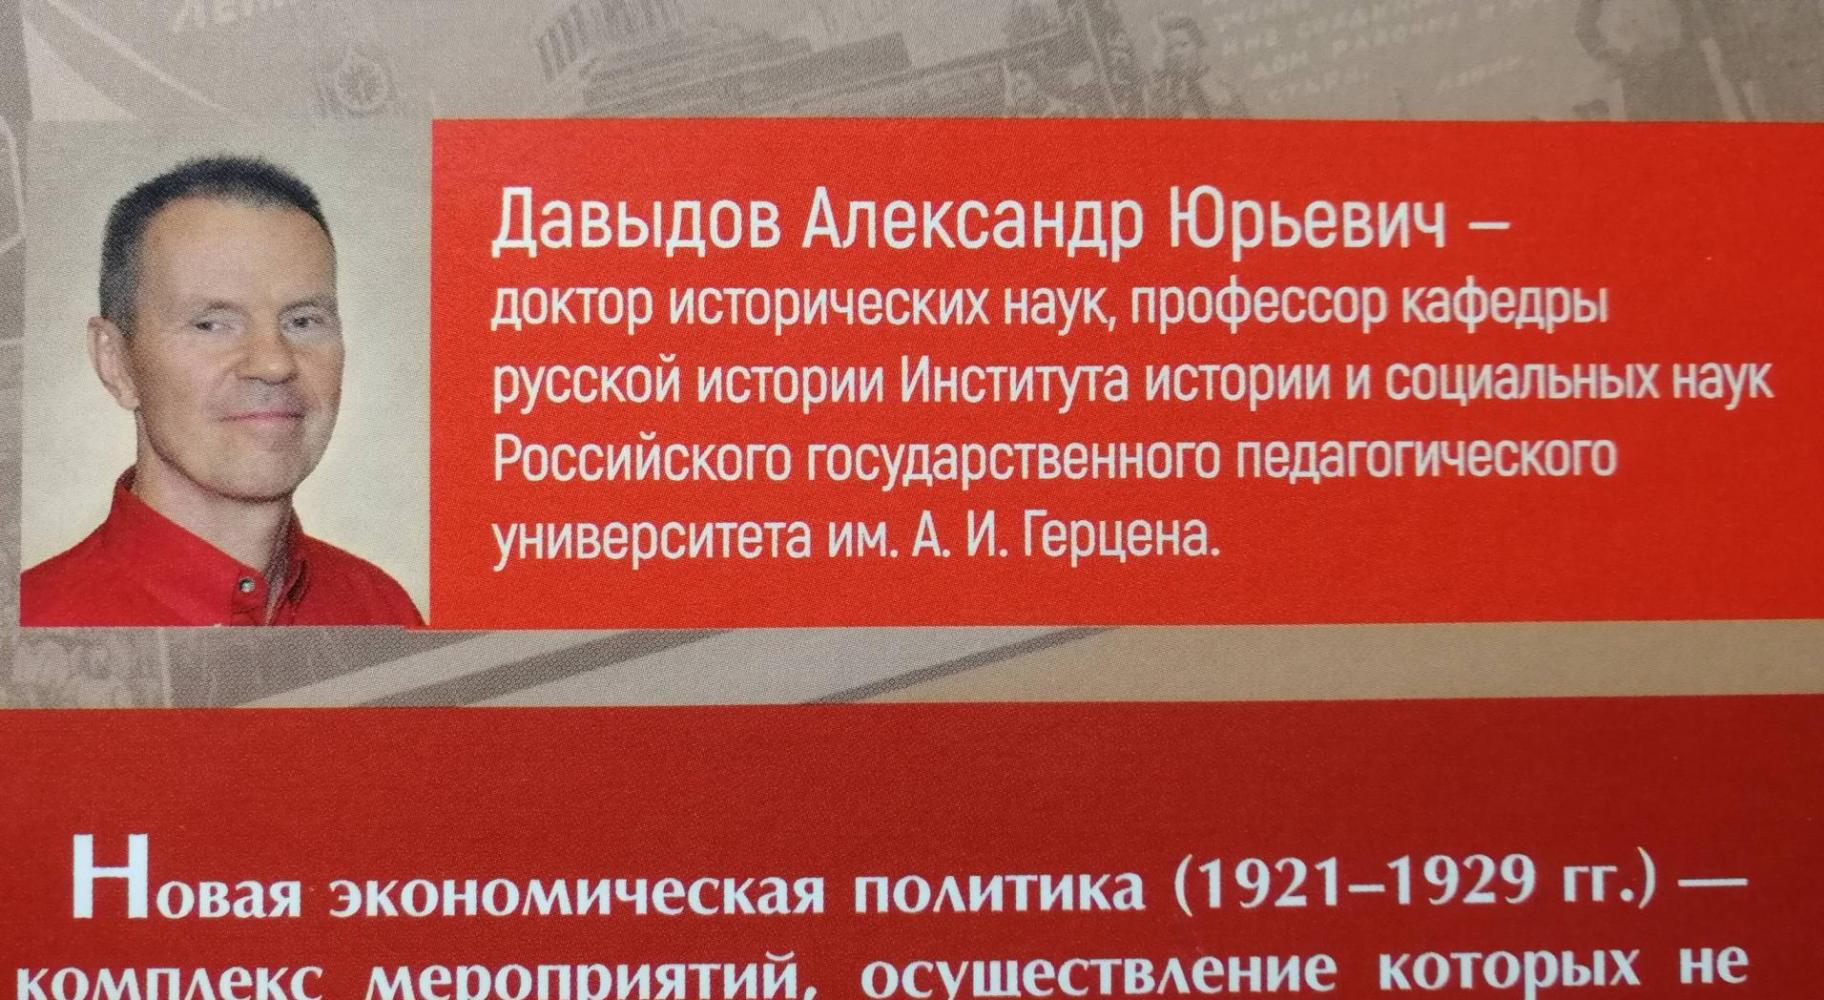 Давыдов Александр Юрьевич –
доктор исторических наук, профессор кафедры
русской истории Института истории и социальных наук
Российского государственного педагогического
университета им. А. И. Герцена.
Новая экономическая политика (1921–1929 гг.) —
комплекс мероприятий, осуществление которых не